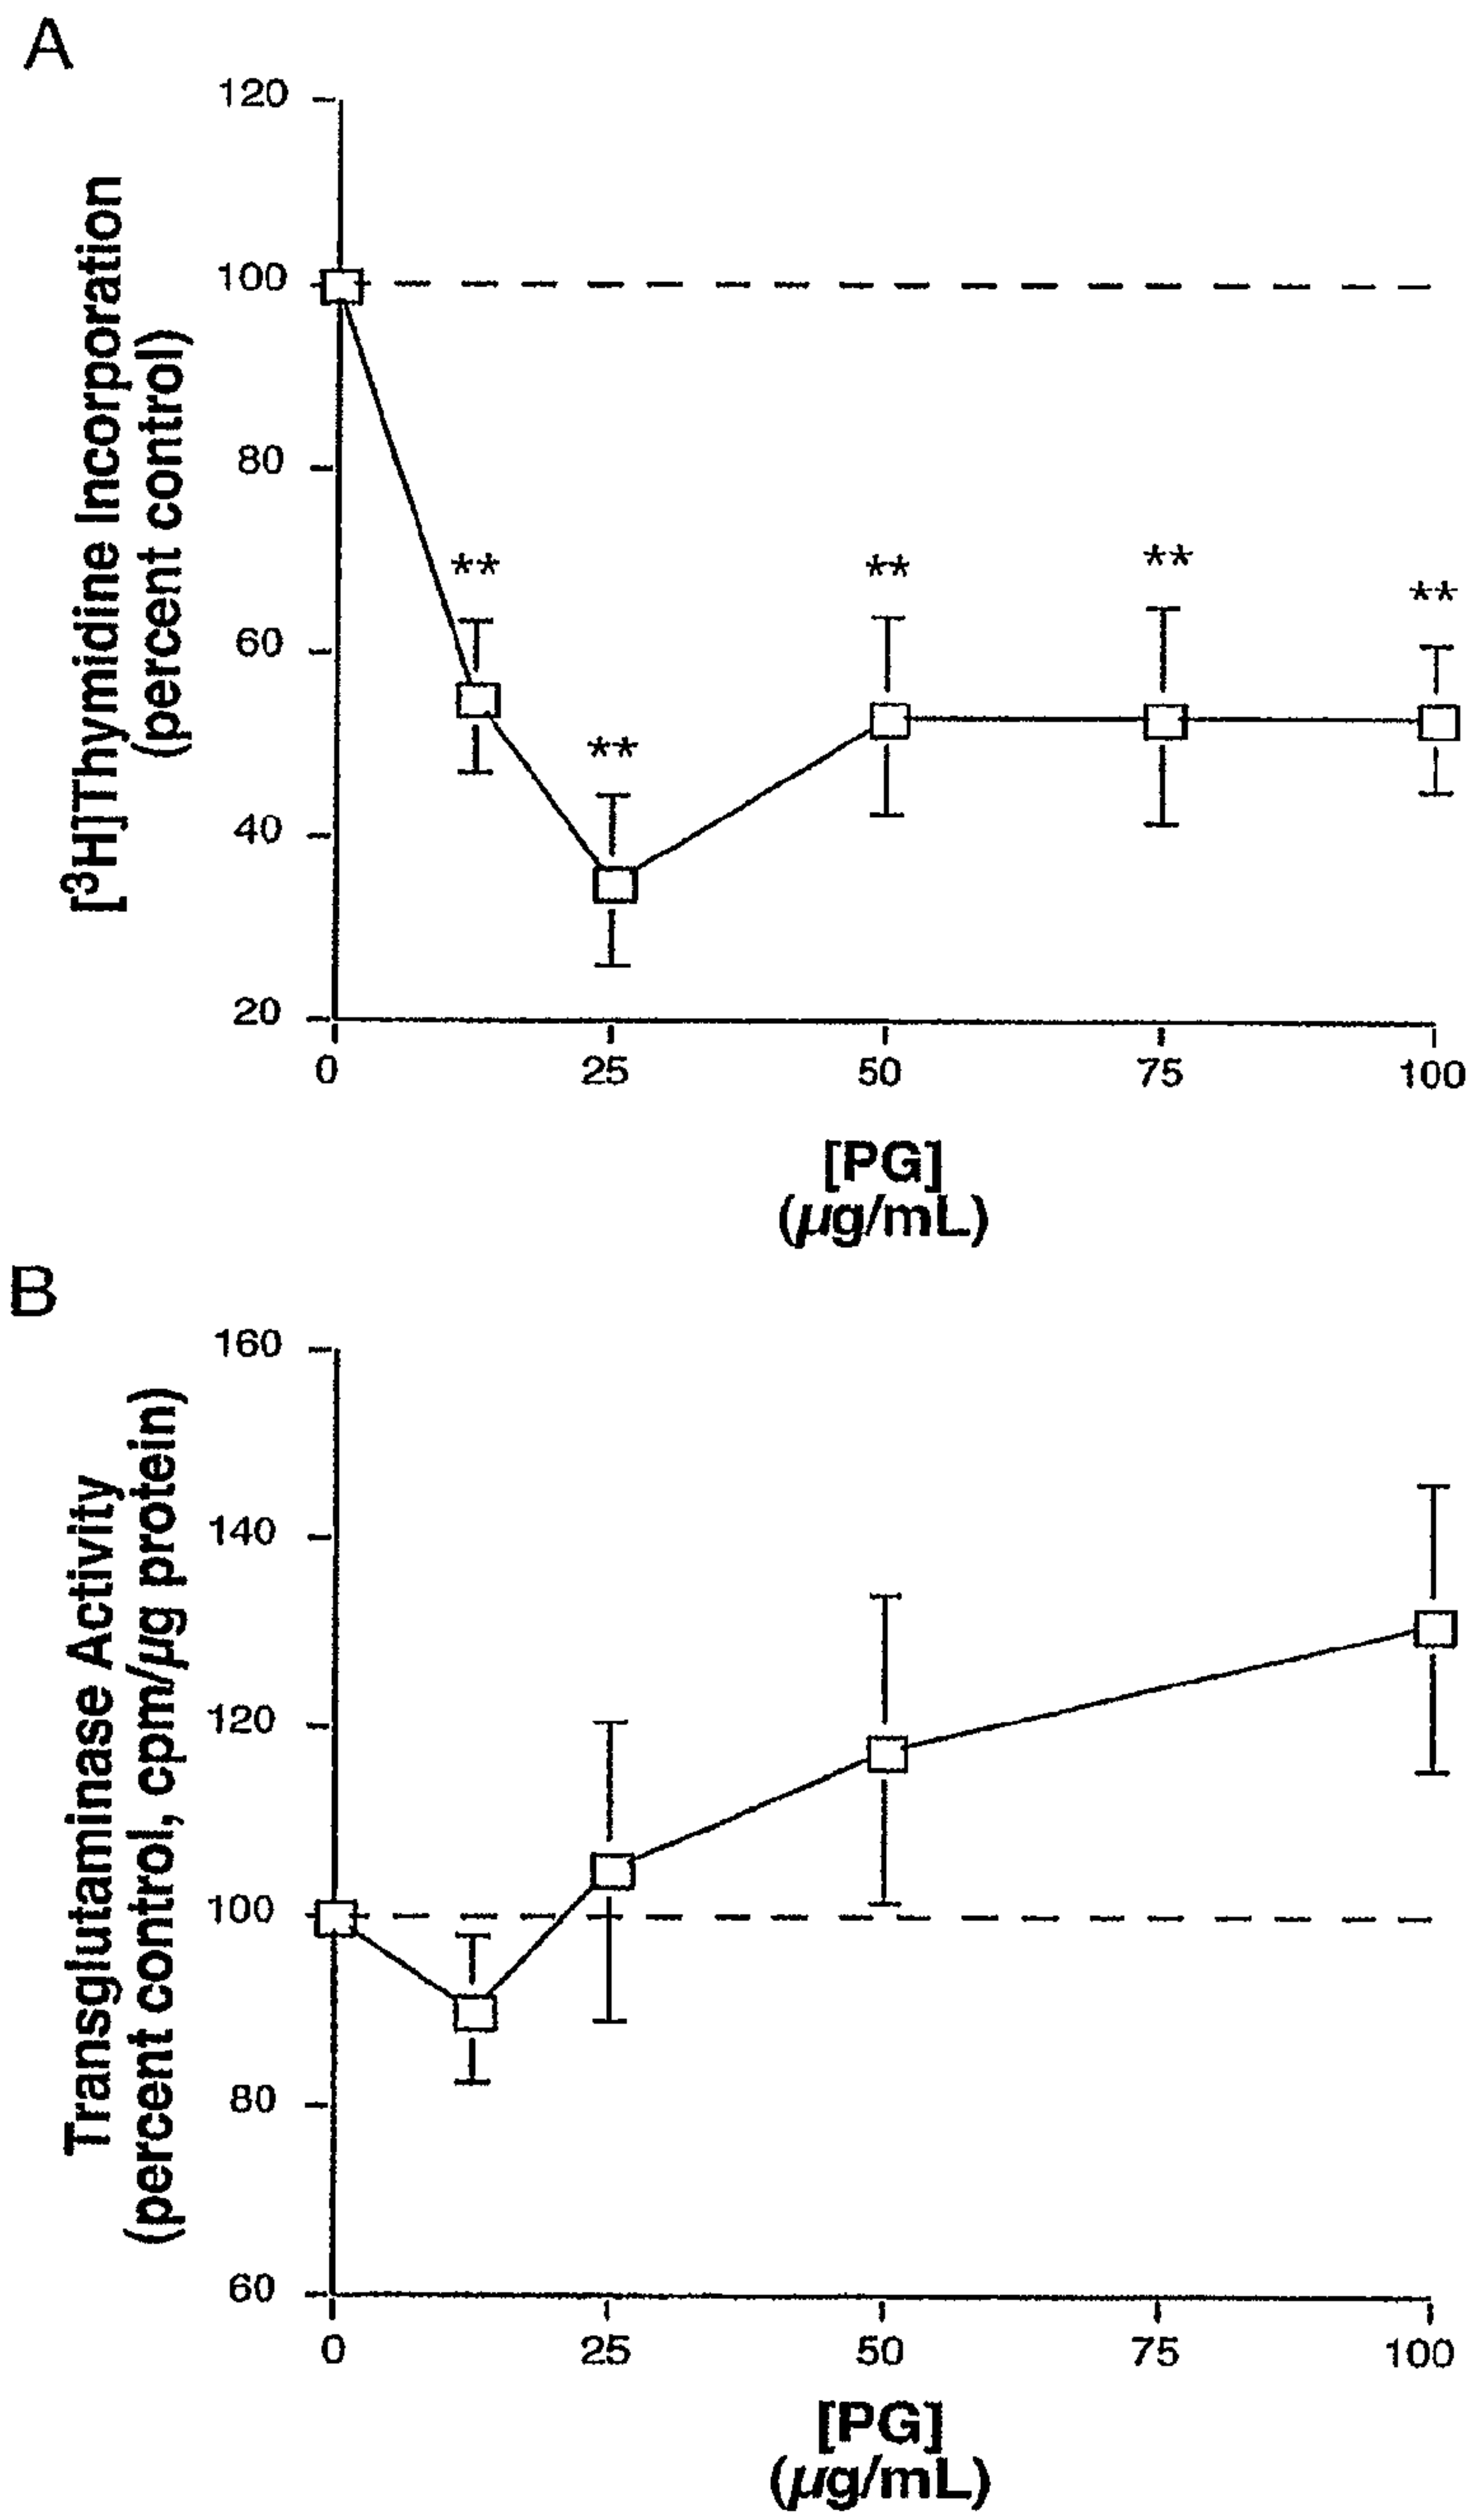 A
[³H]Thymidine Incorporation
(percent control)
120
100
80
60
40
20
**
**
**
**
**
0 25 50 75 100
[PG]
(µg/mL)
B
Transglutaminase Activity
(percent control, cpm/µg protein)
160
140
120
100
80
60
0 25 50 75 100
[PG]
(µg/mL)